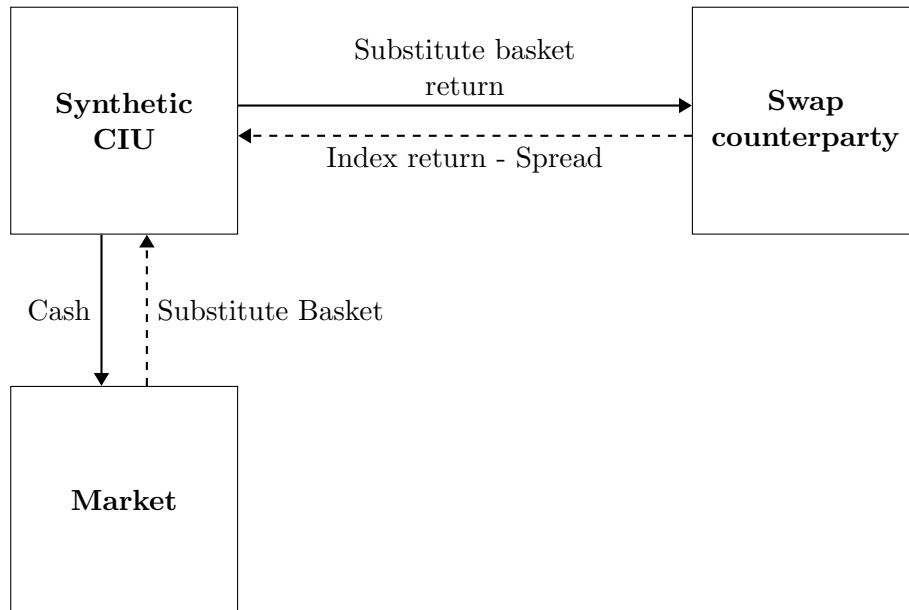 Substitute basket
return
Synthetic
CIU
Swap
counterparty
Index return - Spread
Cash
Substitute Basket
Market